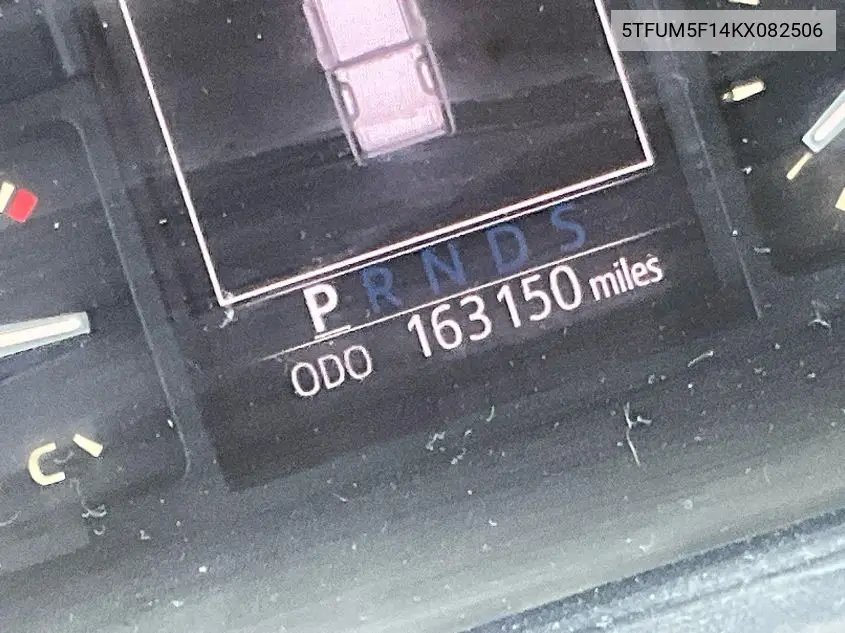 5TFUM5F14KX082506
P R N D S
ODO 163150 miles
C